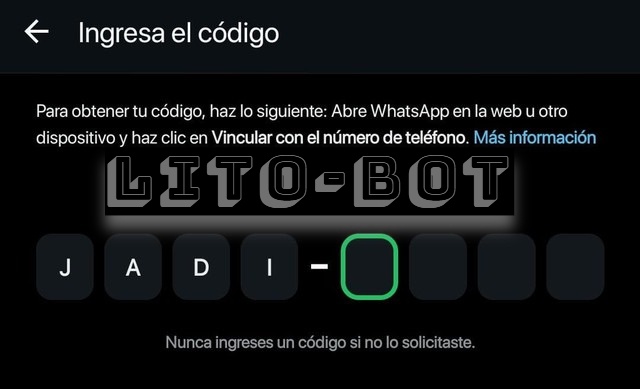 Ingresa el código
Para obtener tu código, haz lo siguiente: Abre WhatsApp en la web u otro
dispositivo y haz clic en Vincular con el número de teléfono. Más información
LITO-BOT
J A D I -
Nunca ingreses un código si no lo solicitaste.